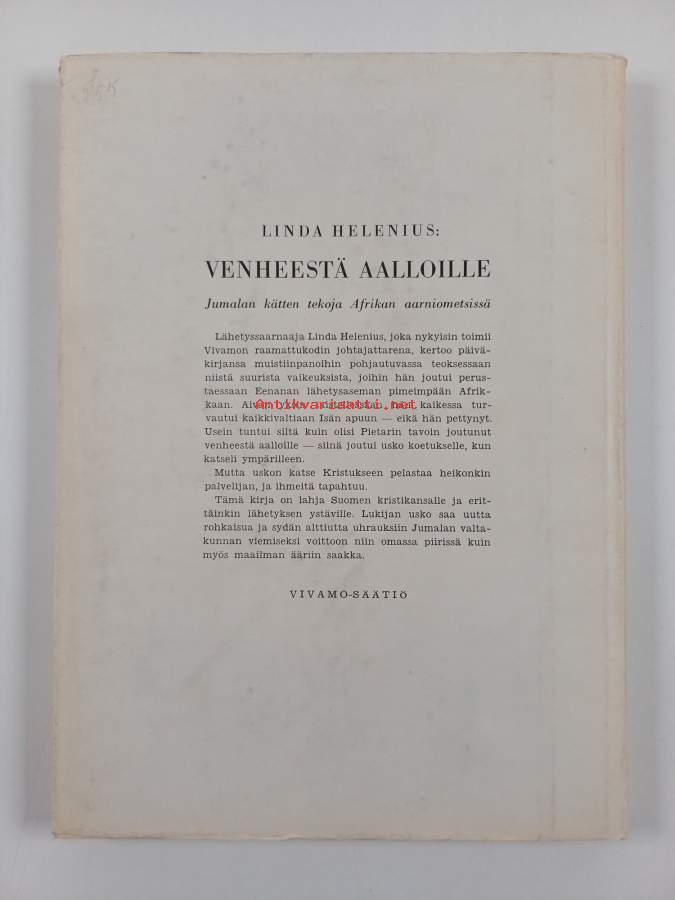 LINDA HELENIUS:
VENHEESTÄ AALLOILLE
Jumalan kätten tekoja Afrikan aarniometsissä
Lähetyssaarnaaja Linda Helenius, joka nykyisin toimii
Vivamon raamattukodin johtajattarena, kertoo päivä-
kirjansa muistiinpanoihin pohjautuvassa teoksessaan
niistä suurista vaikeuksista, joihin hän joutui perus-
taessaan Eenanan lähetysaseman pimeimpään Afrik-
kaan. hän kaikessa tur-
Antikvariaatti.net
vautui kaikkivaltiaan Isän apuun — eikä hän pettynyt.
Usein tuntui siltä kuin olisi Pietarin tavoin joutunut
venheestä aalloille — siinä joutui usko koetukselle, kun
katseli ympärilleen.
Mutta uskon katse Kristukseen pelastaa heikonkin
palvelijan, ja ihmeitä tapahtuu.
Tämä kirja on lahja Suomen kristikansalle ja erit-
täinkin lähetyksen ystäville. Lukijan usko saa uutta
rohkaisua ja sydän alttiutta uhrauksiin Jumalan valta-
kunnan viemiseksi voittoon niin omassa piirissä kuin
myös maailman ääriin saakka.
VIVAMO-SÄÄTIÖ